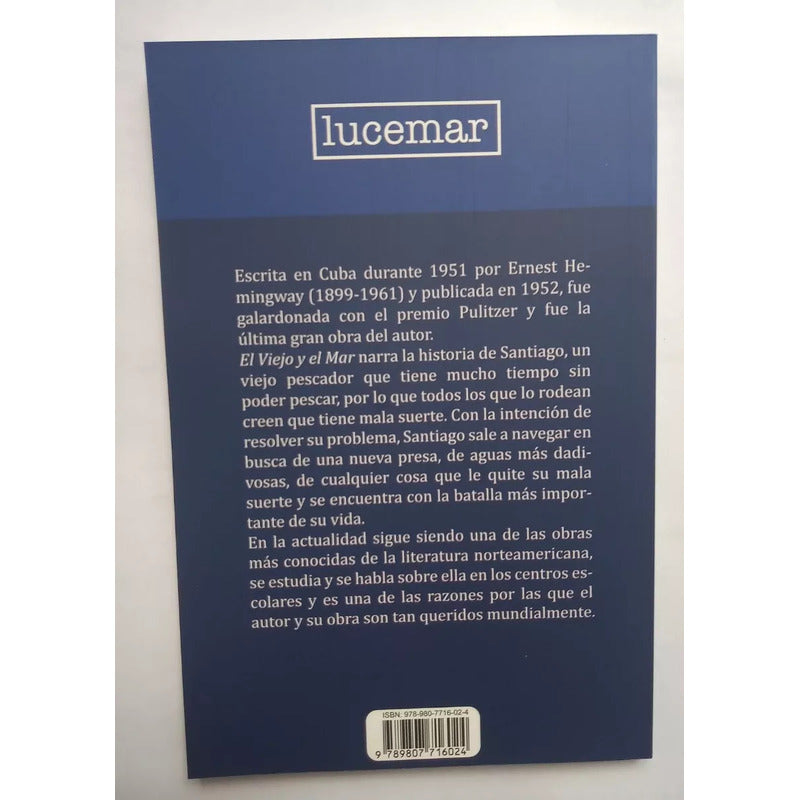 lucemar
Escrita en Cuba durante 1951 por Ernest He-
mingway (1899-1961) y publicada en 1952, fue
galardonada con el premio Pulitzer y fue la
última gran obra del autor.
El Viejo y el Mar narra la historia de Santiago, un
viejo pescador que tiene mucho tiempo sin
poder pescar, por lo que todos los que lo rodean
creen que tiene mala suerte. Con la intención de
resolver su problema, Santiago sale a navegar en
busca de una nueva presa, de aguas más dadi-
vosas, de cualquier cosa que le quite su mala
suerte y se encuentra con la batalla más impor-
tante de su vida.
En la actualidad sigue siendo una de las obras
más conocidas de la literatura norteamericana,
se estudia y se habla sobre ella en los centros es-
colares y es una de las razones por las que el
autor y su obra son tan queridos mundialmente.
ISBN: 978-980-7716-02-4
9 789807 716024